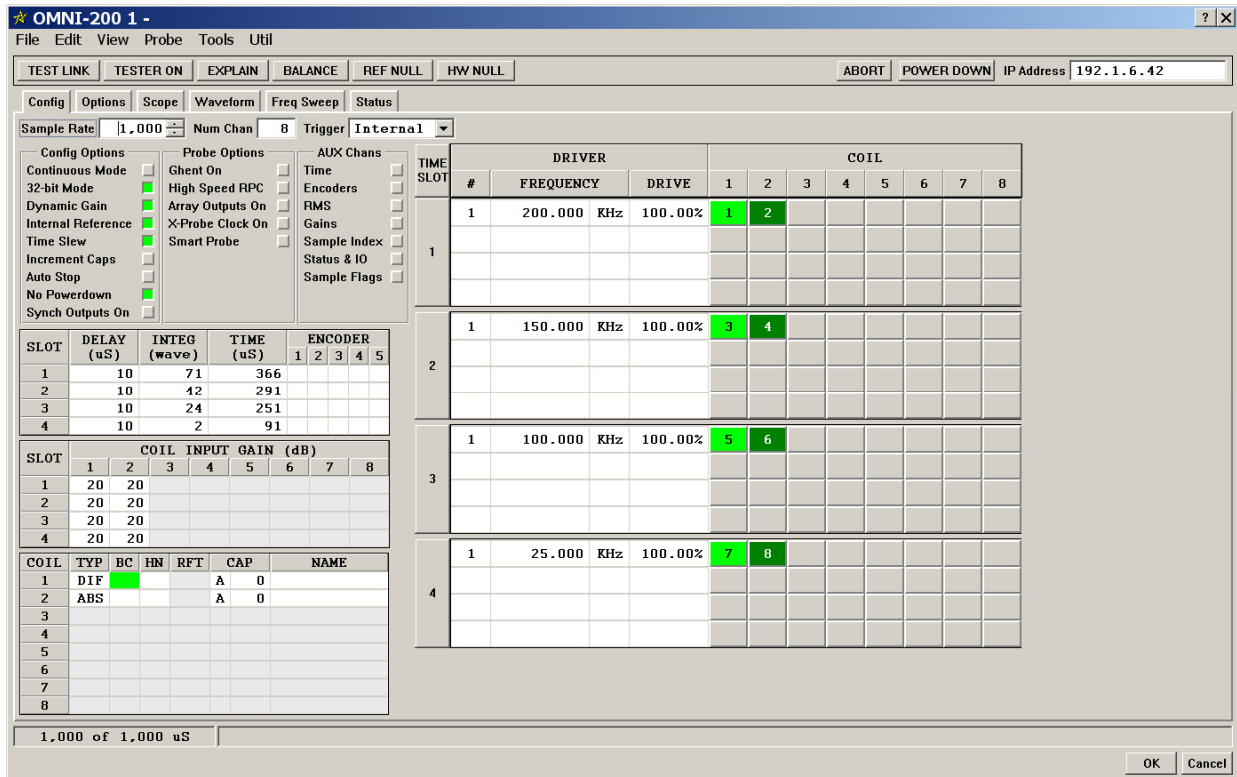 OMNI-200 1 -
? X
File Edit View Probe Tools Util
TEST LINK TESTER ON EXPLAIN BALANCE REF NULL HW NULL ABORT POWER DOWN IP Address 192.1.6.42
Config Options Scope Waveform Freq Sweep Status
Sample Rate 1,000 Num Chan 8 Trigger Internal
Config Options
Continuous Mode
32-bit Mode
Dynamic Gain
Internal Reference
Time Slew
Increment Caps
Auto Stop
No Powerdown
Synch Outputs On
Probe Options
Ghent On
High Speed RPC
Array Outputs On
X-Probe Clock On
Smart Probe
AUX Chans
Time
Encoders
RMS
Gains
Sample Index
Status & IO
Sample Flags
SLOT DELAY (uS) INTEG (wave) TIME (uS) ENCODER
1 2 3 4 5
1 10 71 366
2 10 42 291
3 10 24 251
4 10 2 91
SLOT COIL INPUT GAIN (dB)
1 2 3 4 5 6 7 8
1 20 20
2 20 20
3 20 20
4 20 20
COIL TYP BC HN RFT CAP NAME
1 DIF A 0
2 ABS A 0
3
4
5
6
7
8
TIME SLOT DRIVER COIL
# FREQUENCY DRIVE 1 2 3 4 5 6 7 8
1 1 200.000 KHz 100.00% 1 2
2 1 150.000 KHz 100.00% 3 4
3 1 100.000 KHz 100.00% 5 6
4 1 25.000 KHz 100.00% 7 8
1,000 of 1,000 uS
OK Cancel